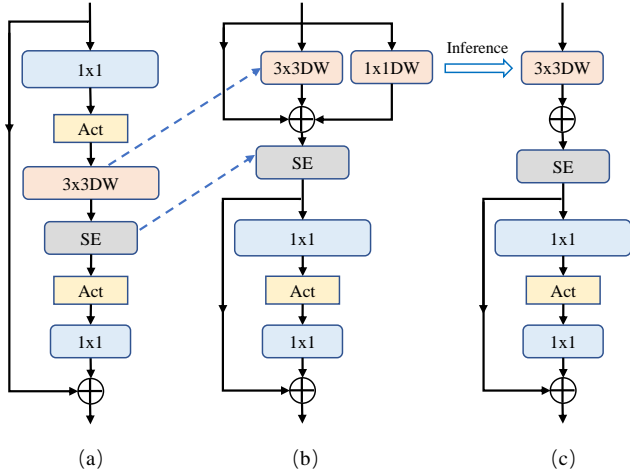 1x1
Act
3x3DW
SE
Act
1x1
(a)
3x3DW
1x1DW
SE
1x1
Act
1x1
(b)
Inference
3x3DW
SE
1x1
Act
1x1
(c)